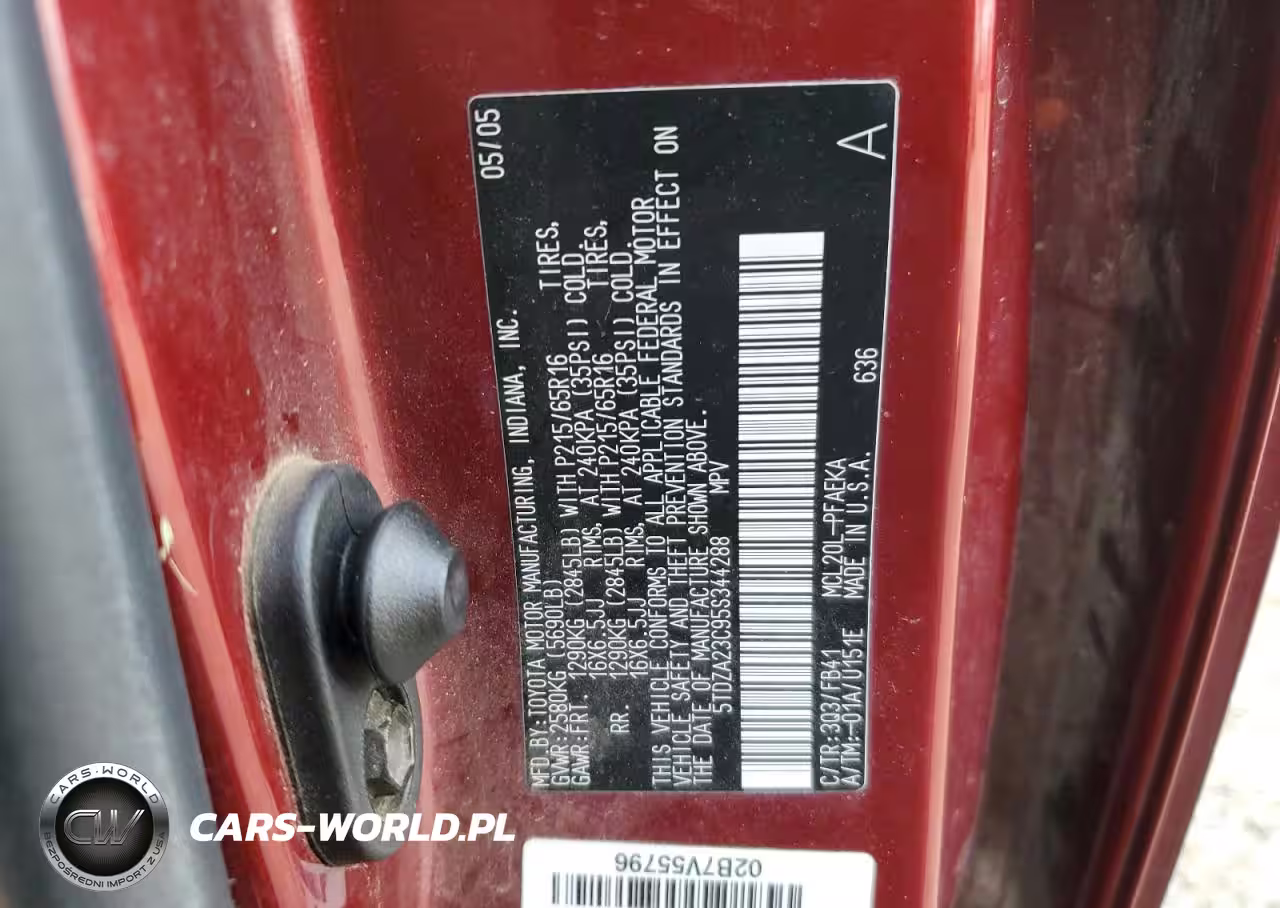 MFD BY:TOYOTA MOTOR MANUFACTURING, INDIANA, INC. 05/05
GVWR:2580KG (5690LB)
GAWR:FRT. 1290KG (2845LB) WITH P215/65R16 TIRES,
16X6.5JJ RIMS, AT 240KPA (35PSI) COLD.
RR. 1290KG (2845LB) WITH P215/65R16 TIRES,
16X6.5JJ RIMS, AT 240KPA (35PSI) COLD.
THIS VEHICLE CONFORMS TO ALL APPLICABLE FEDERAL MOTOR
VEHICLE SAFETY AND THEFT PREVENTION STANDARDS IN EFFECT ON
THE DATE OF MANUFACTURE SHOWN ABOVE.
5TDZA23C95S344288 MPV
C/TR:3Q3/FB41 MCL20L-PFAEKA 636
A/TM:-01A/U151E MADE IN U.S.A. A
02B7V55796
CARS-WORLD
CW
BEZPOŚREDNI IMPORT Z USA
CARS-WORLD.PL